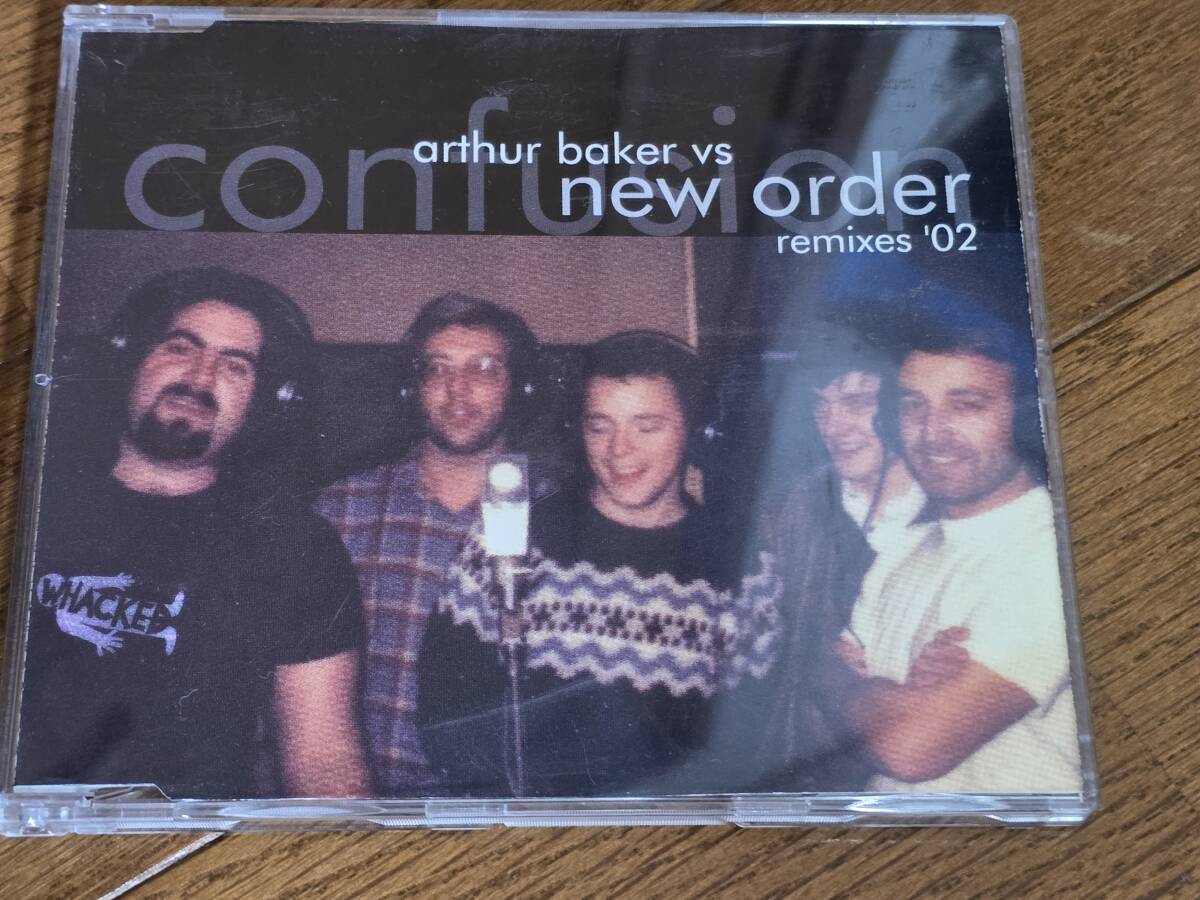 confusion
arthur baker vs
new order
remixes '02
WHACKED